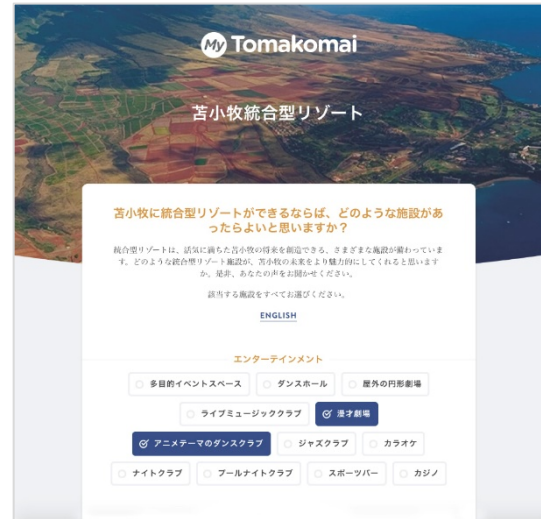 My Tomakomai
苫小牧統合型リゾート
苫小牧に統合型リゾートができるならば、どのような施設があ
ったらよいと思いますか？
統合型リゾートは、活気に満ちた苫小牧の将来を創造できる、さまざまな施設が備わっていま
す。どのような統合型リゾート施設が、苫小牧の未来をより魅力的にしてくれると思います
か。是非、あなたの声をお聞かせください。
該当する施設をすべてお選びください。
ENGLISH
エンターテインメント
多目的イベントスペース ダンスホール 屋外の円形劇場
ライブミュージッククラブ 漫才劇場
アニメテーマのダンスクラブ ジャズクラブ カラオケ
ナイトクラブ プールナイトクラブ スポーツバー カジノ